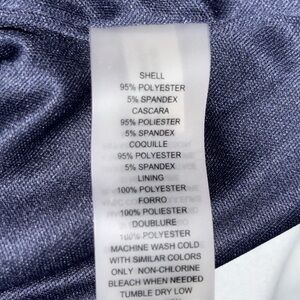 SHELL
95% POLYESTER
5% SPANDEX
CASCARA
95% POLIESTER
5% SPANDEX
COQUILLE
95% POLYESTER
5% SPANDEX
LINING
100% POLYESTER
FORRO
100% POLIESTER
DOUBLURE
100% POLYESTER
MACHINE WASH COLD
WITH SIMILAR COLORS
ONLY NON-CHLORINE
BLEACH WHEN NEEDED
TUMBLE DRY LOW